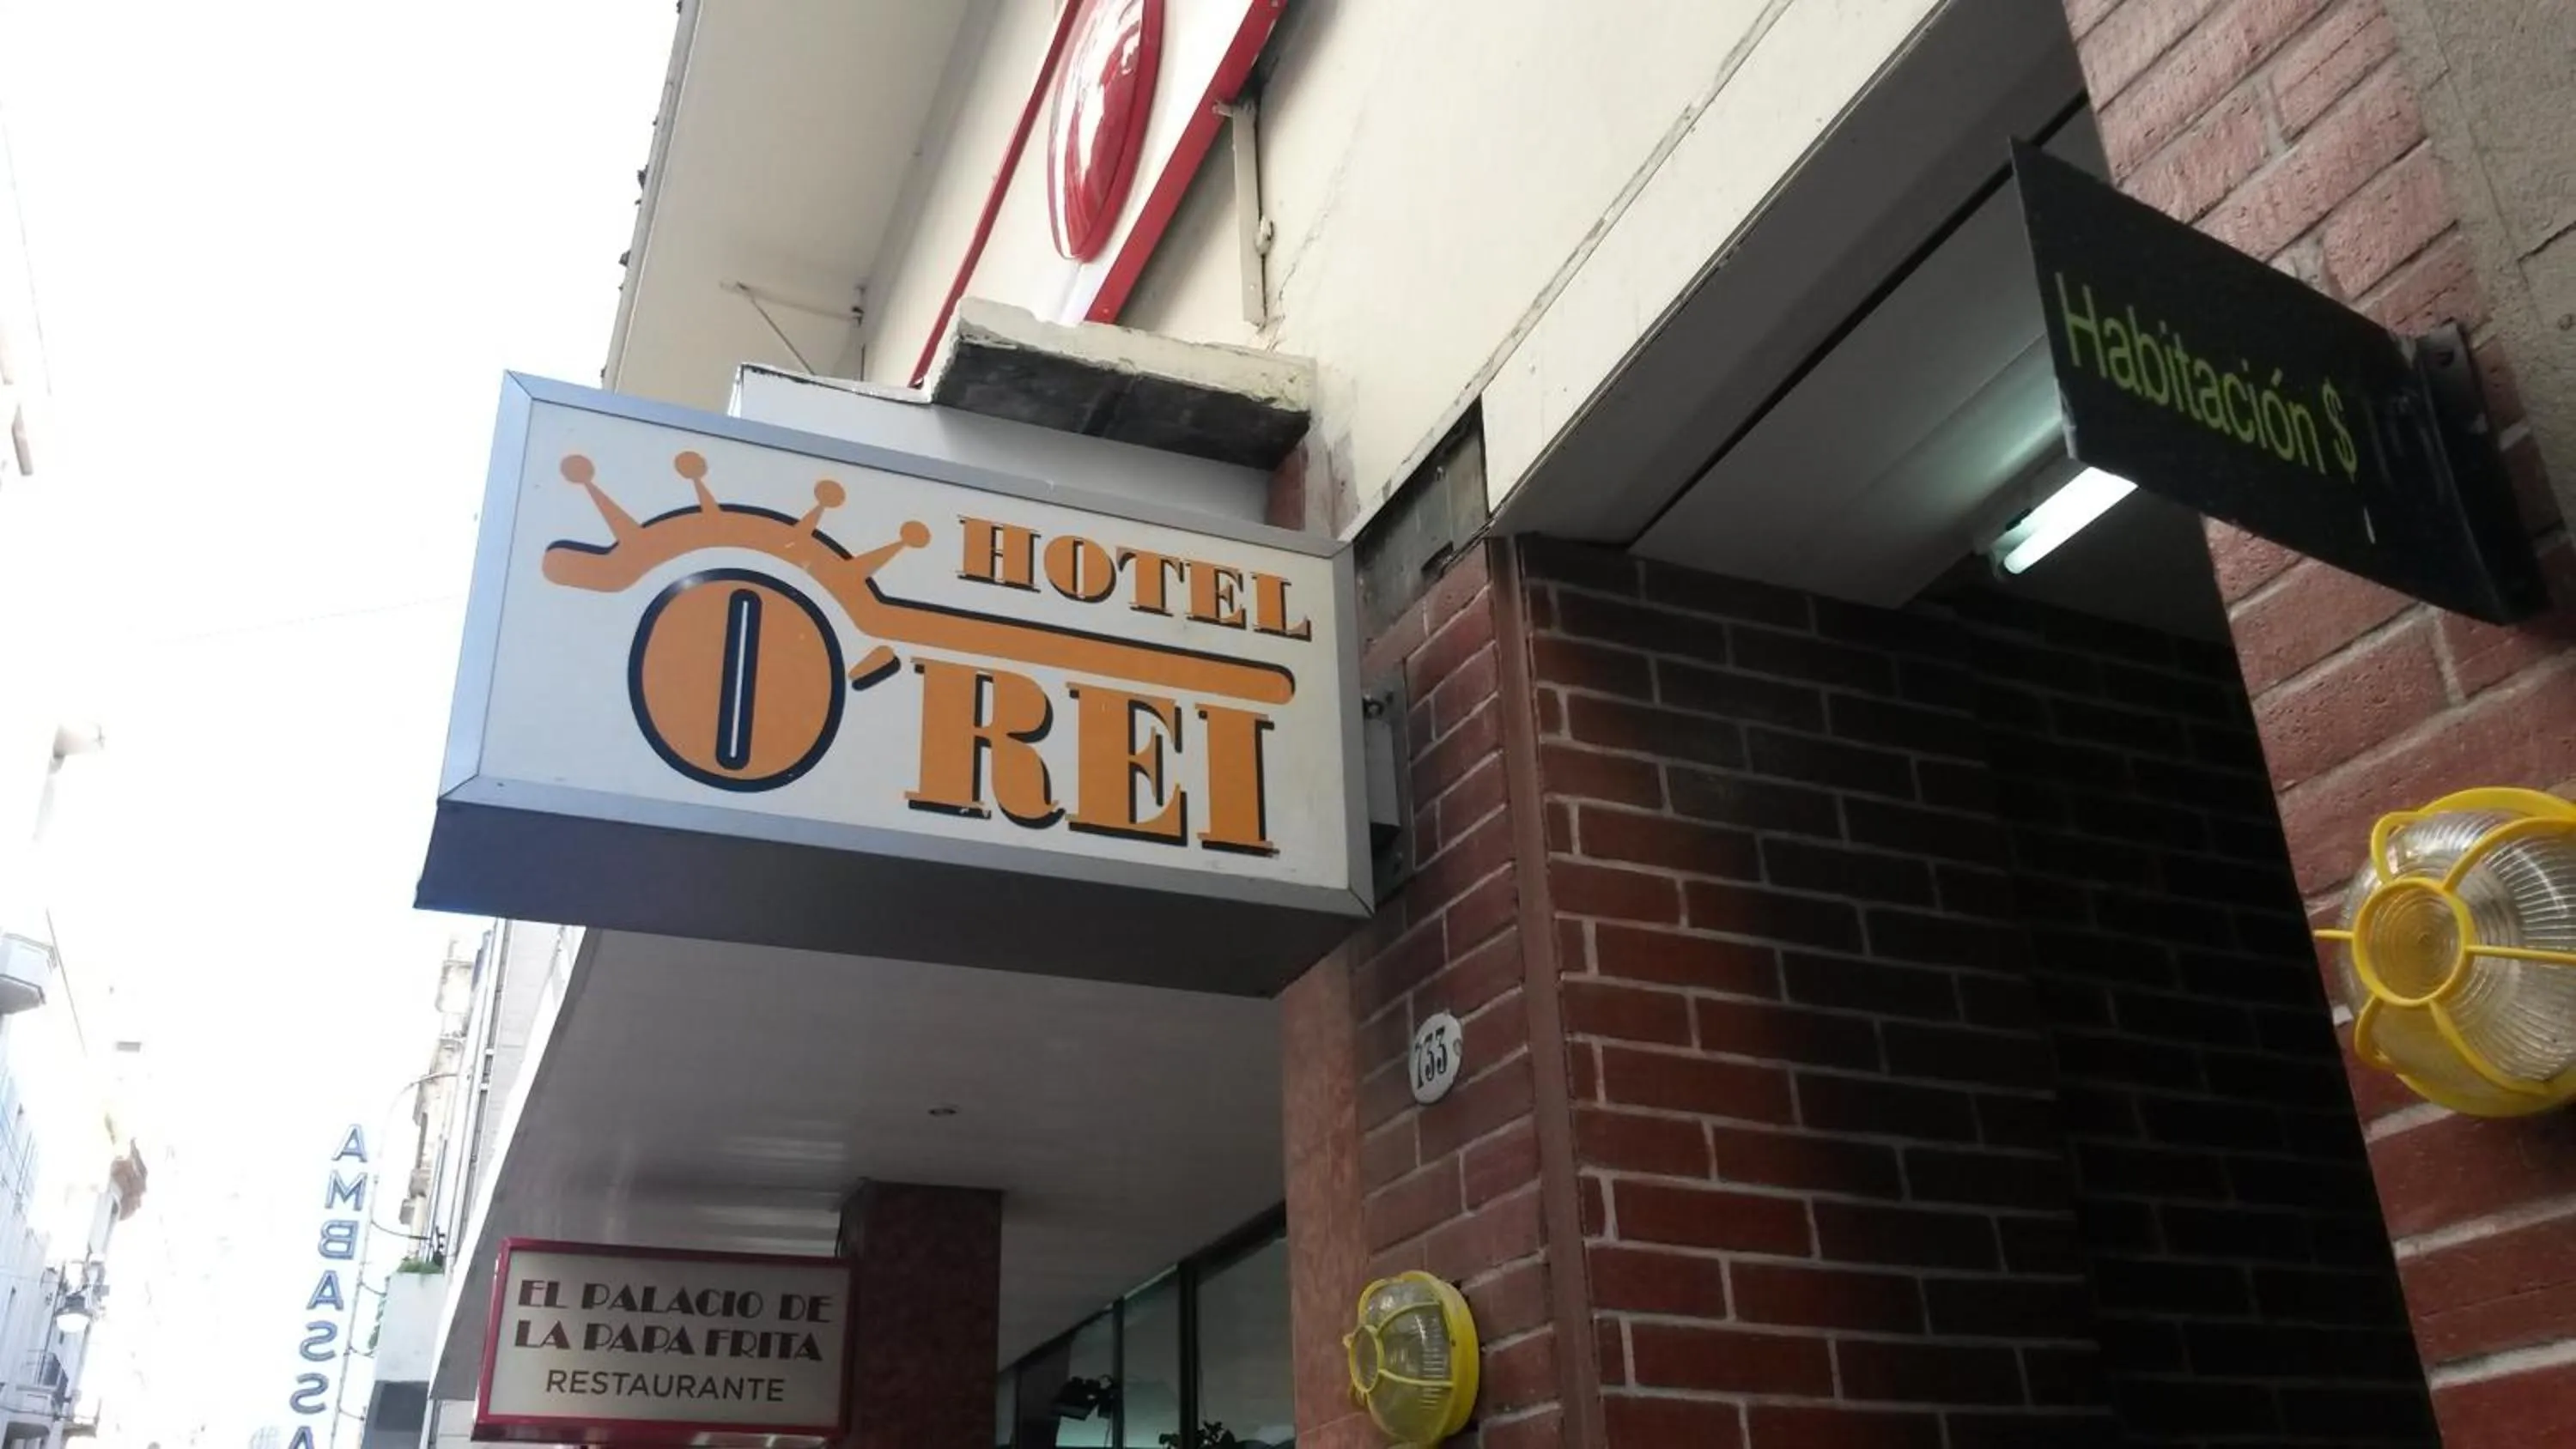 HOTEL
O'REI
Habitación $
733
EL PALACIO DE
LA PAPA FRITA
RESTAURANTE
AMBASSA